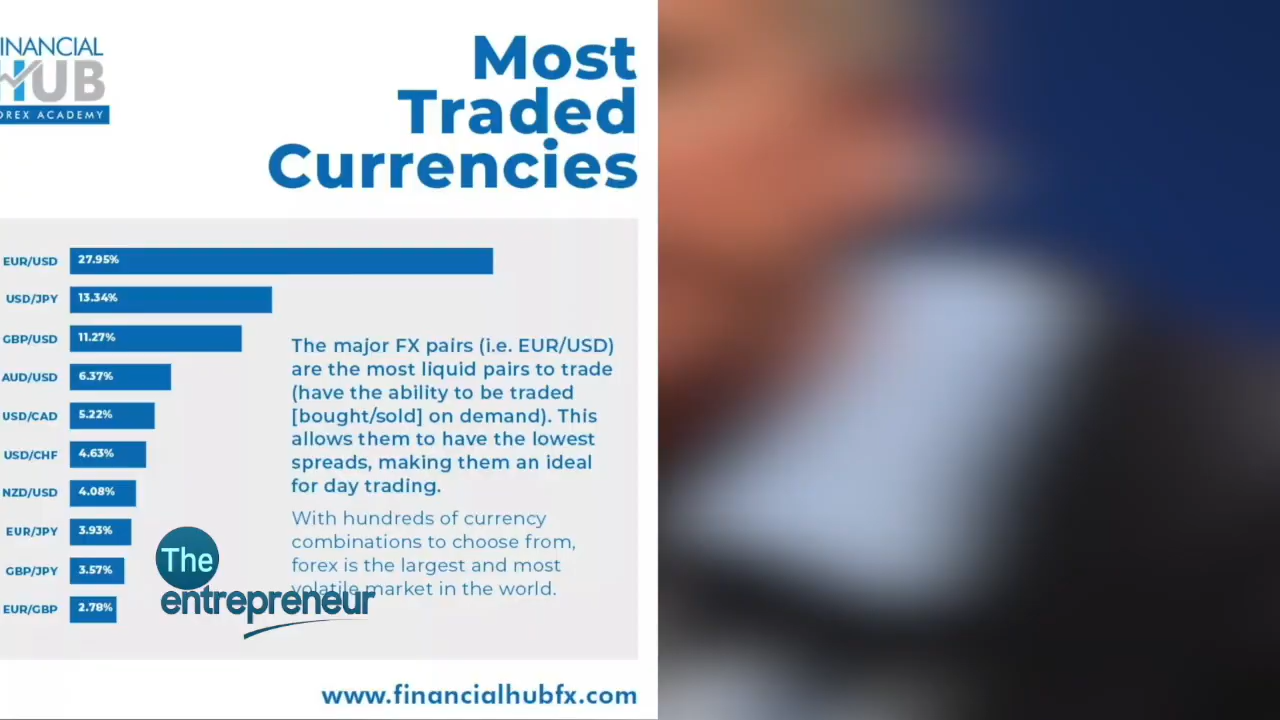 INANCIAL
HUB
OREX ACADEMY
Most
Traded
Currencies
EUR/USD 27.95%
USD/JPY 13.34%
GBP/USD 11.27%
AUD/USD 6.37%
USD/CAD 5.22%
USD/CHF 4.63%
NZD/USD 4.08%
EUR/JPY 3.93%
GBP/JPY 3.57%
EUR/GBP 2.78%
The major FX pairs (i.e. EUR/USD)
are the most liquid pairs to trade
(have the ability to be traded
[bought/sold] on demand). This
allows them to have the lowest
spreads, making them an ideal
for day trading.
With hundreds of currency
combinations to choose from,
forex is the largest and most
volatile market in the world.
The
entrepreneur
www.financialhubfx.com